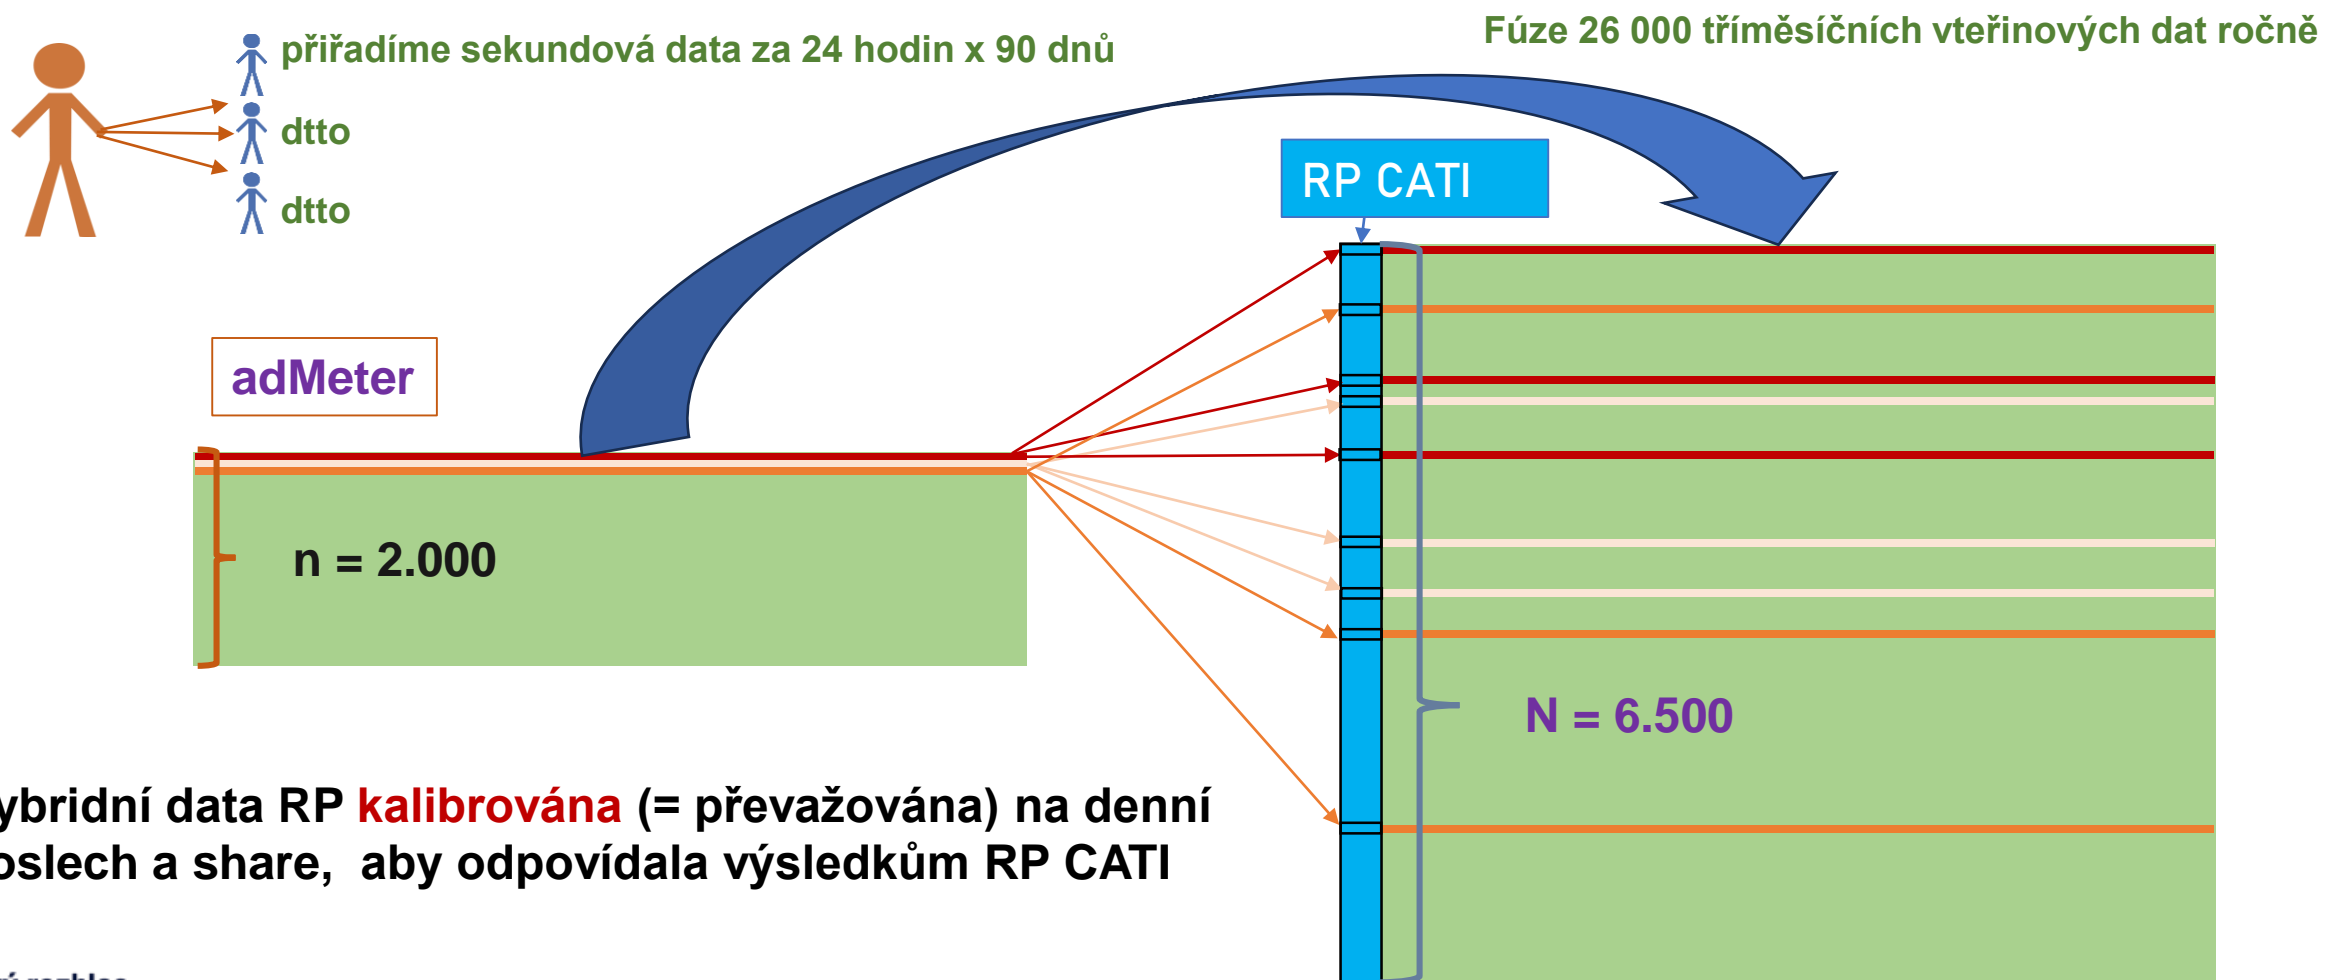 přiřadíme sekundová data za 24 hodin x 90 dnů
Fúze 26 000 tříměsíčních vteřinových dat ročně
dtto
dtto
RP CATI
adMeter
n = 2.000
N = 6.500
ybridní data RP kalibrována (= převažována) na denní
oslech a share, aby odpovídala výsledkům RP CATI